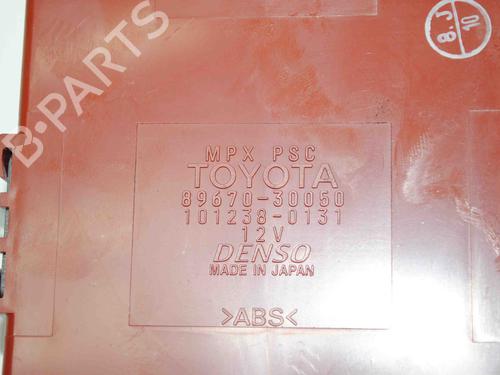 8.J
10
B-PARTS
MPX PSC
TOYOTA
89670-30050
101238-0131
12V
DENSO
MADE IN JAPAN
>ABS<